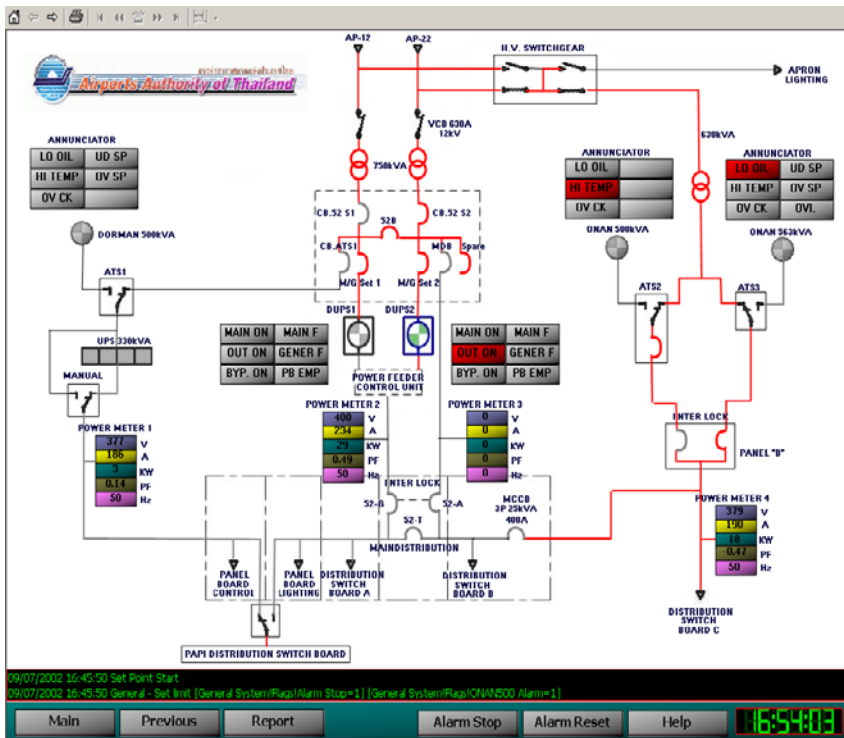 AP-12
AP-22
H.V. SWITCHGEAR
APRON
LIGHTING
Airports Authority of Thailand
VCB 630A
12kV
630kVA
750kVA
ANNUNCIATOR
LO OIL
UD SP
HI TEMP
OV SP
OV CK
DORMAN 500kVA
ANNUNCIATOR
LO OIL
HI TEMP
OV CK
ONAN 500kVA
ANNUNCIATOR
LO OIL
UD SP
HI TEMP
OV SP
OV CK
OVL
ONAN 563kVA
CB.52 S1
CB.52 S2
52B
CB.ATS1
MDB
Spare
M/G Set 1
M/G Set 2
ATS1
ATS2
ATS3
DUPS1
DUPS2
UPS 330kVA
MANUAL
MAIN ON
MAIN F
OUT ON
GENER F
BYP. ON
PB EMP
MAIN ON
MAIN F
OUT ON
GENER F
BYP. ON
PB EMP
POWER FEEDER
CONTROL UNIT
POWER METER 1
377 V
186 A
3 KW
0.14 PF
50 Hz
POWER METER 2
400 V
234 A
29 KW
0.49 PF
50 Hz
POWER METER 3
0 V
0 A
0 KW
0 PF
0 Hz
INTER LOCK
PANEL "B"
POWER METER 4
379 V
190 A
18 KW
-0.47 PF
50 Hz
INTER LOCK
52-G
52-A
52-T
MCCB
3P 25kVA
400A
MAINDISTRIBUTION
PANEL
BOARD
CONTROL
PANEL
BOARD
LIGHTING
DISTRIBUTION
SWITCH
BOARD A
DISTRIBUTION
SWITCH
BOARD B
DISTRIBUTION
SWITCH
BOARD C
PAPI DISTRIBUTION SWITCH BOARD
09/07/2002 16:45:50 Set Point Start
09/07/2002 16:45:50 General - Set limit [General System!Flags!Alarm Stop=1] [General System!Flags!ONAN500 Alarm=1]
Main
Previous
Report
Alarm Stop
Alarm Reset
Help
16:54:03